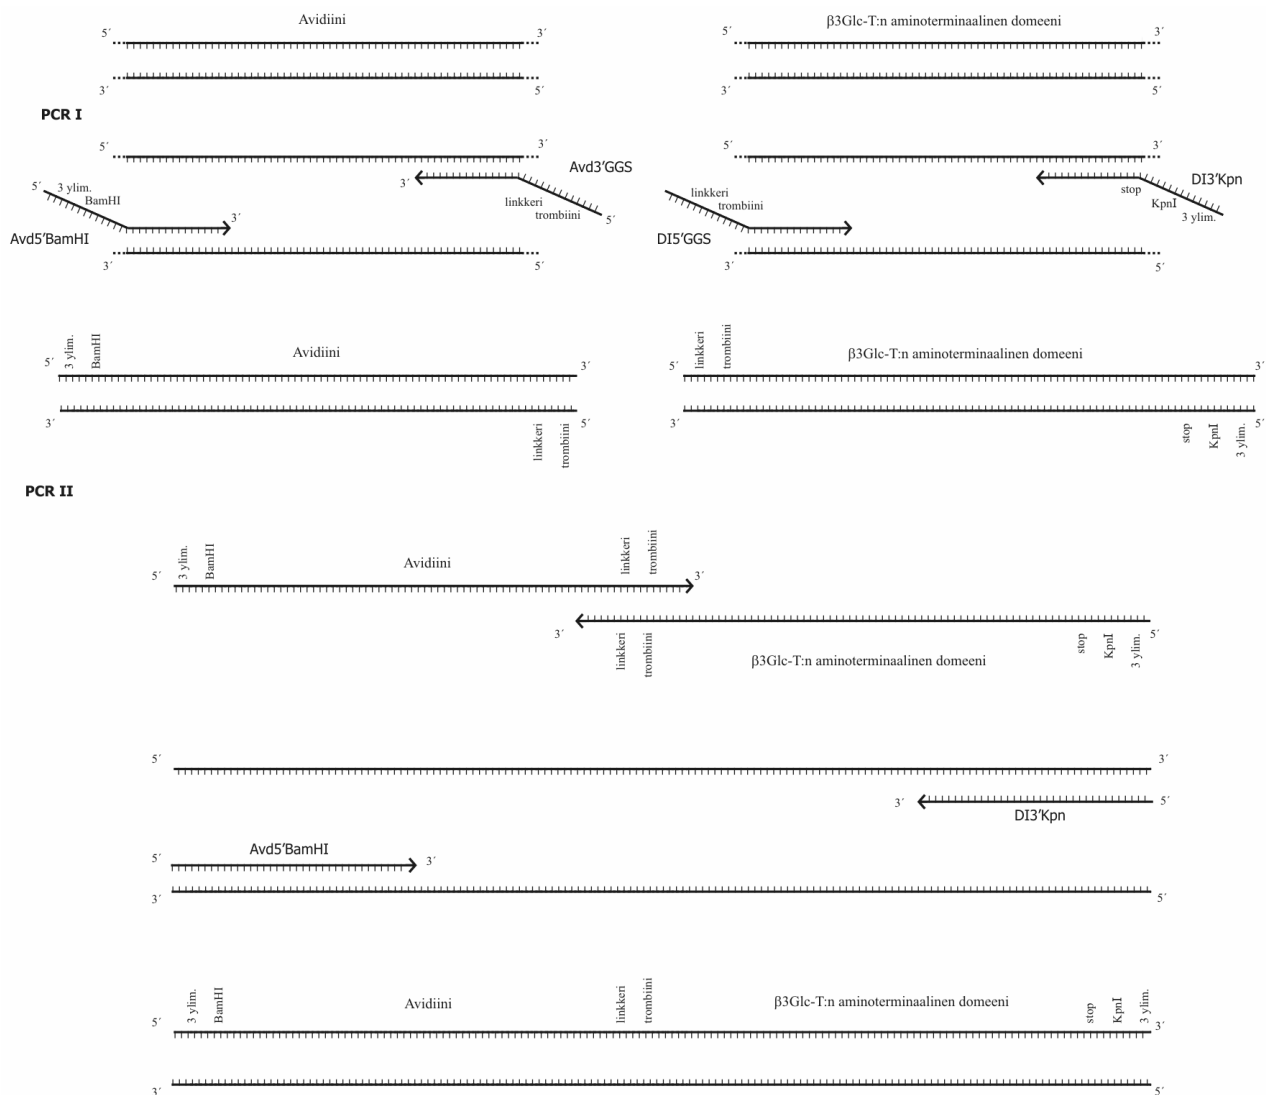 Avidiini
β3Glc-T:n aminoterminaalinen domeeni
5´ 3´ 5´ 3´
3´ 5´ 3´ 5´
PCR I
5´ 3´ 5´ 3´
Avd3'GGS
3´
DI3'Kpn
5´ 3 ylim.
BamHI
linkkeri
trombiini
5´
linkkeri
trombiini
stop
KpnI
3 ylim.
3´
Avd5'BamHI
DI5'GGS
3´ 5´ 3´ 5´
5´ 3 ylim. BamHI Avidiini 3´
5´ linkkeri trombiini β3Glc-T:n aminoterminaalinen domeeni 3´
3´ linkkeri trombiini 5´
3´ stop KpnI 3 ylim. 5´
PCR II
5´ 3 ylim. BamHI Avidiini linkkeri trombiini 3´
3´ linkkeri trombiini β3Glc-T:n aminoterminaalinen domeeni stop KpnI 3 ylim. 5´
5´ 3´
3´ 5´
DI3'Kpn
Avd5'BamHI
5´ 3´
3´ 5´
5´ 3 ylim. BamHI Avidiini linkkeri trombiini β3Glc-T:n aminoterminaalinen domeeni stop KpnI 3 ylim. 3´
3´ 5´